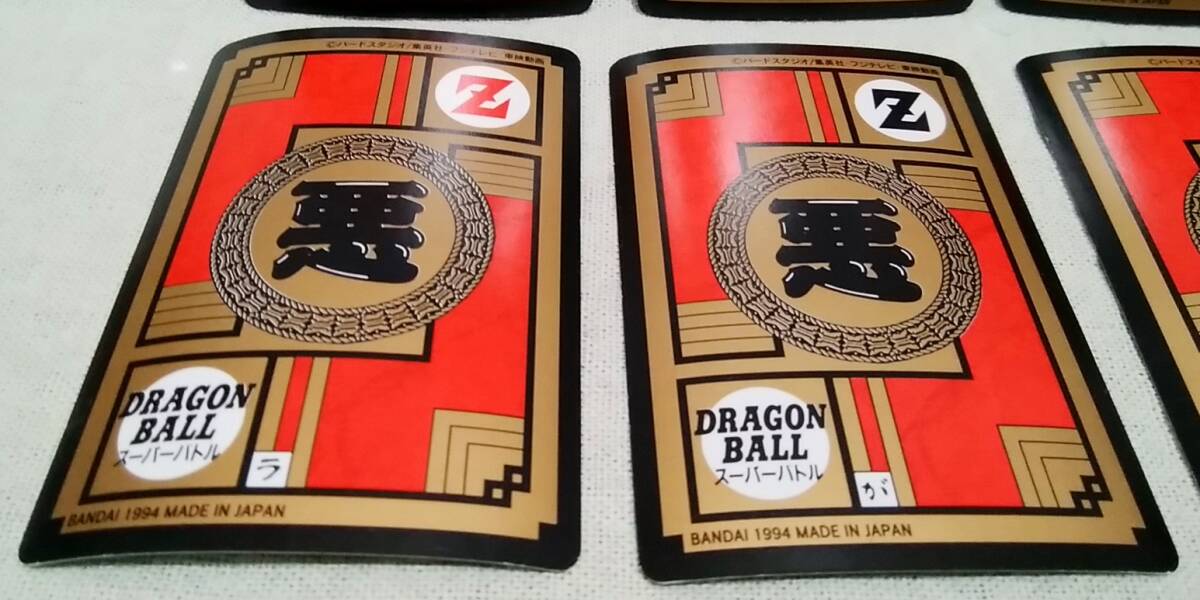 ©バードスタジオ/集英社 フジテレビ 東映動画
Z
悪
DRAGON
BALL
スーパーバトル
う
BANDAI 1994 MADE IN JAPAN
©バードスタジオ/集英社 フジテレビ 東映動画
Z
悪
DRAGON
BALL
スーパーバトル
が
BANDAI 1994 MADE IN JAPAN